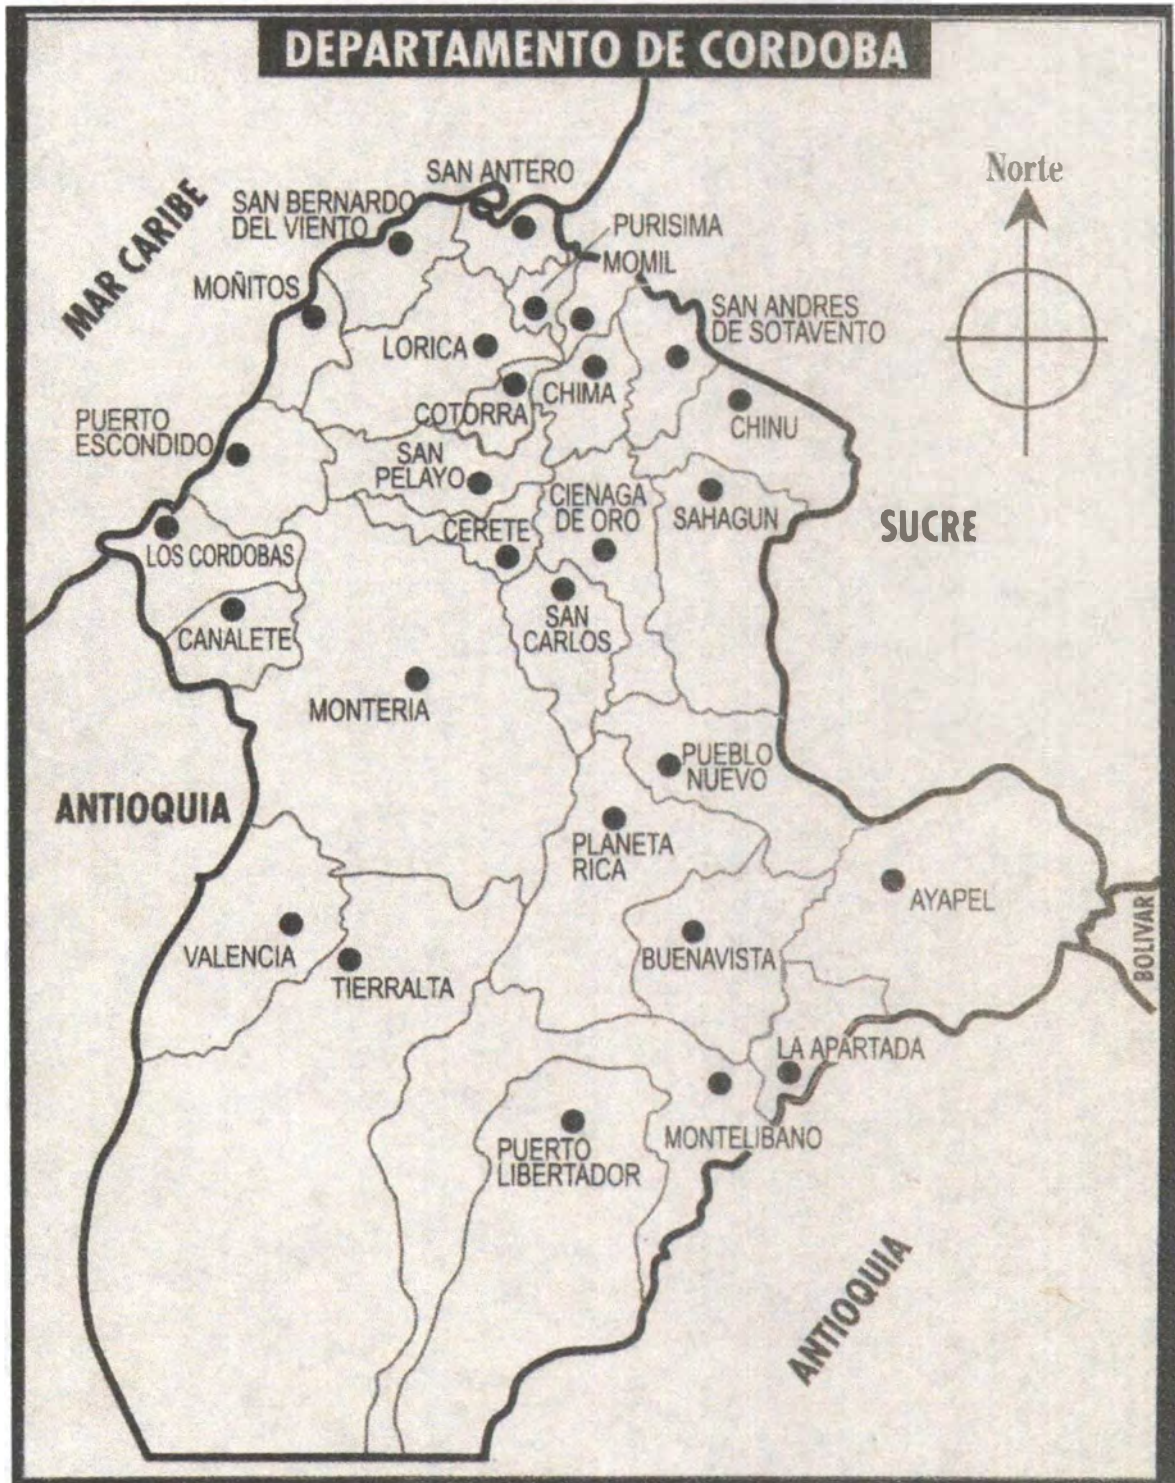 DEPARTAMENTO DE CORDOBA
Norte
MAR CARIBE
SAN ANTERO
SAN BERNARDO
DEL VIENTO
PURISIMA
MOMIL
MOÑITOS
SAN ANDRES
DE SOTAVENTO
LORICA
CHIMA
COTORRA
CHINU
PUERTO
ESCONDIDO
SAN
PELAYO
CIENAGA
DE ORO
SAHAGUN
SUCRE
CERETE
LOS CORDOBAS
CANALETE
SAN
CARLOS
MONTERIA
PUEBLO
NUEVO
ANTIOQUIA
PLANETA
RICA
AYAPEL
BOLIVAR
VALENCIA
TIERRALTA
BUENAVISTA
LA APARTADA
MONTELIBANO
PUERTO
LIBERTADOR
ANTIOQUIA